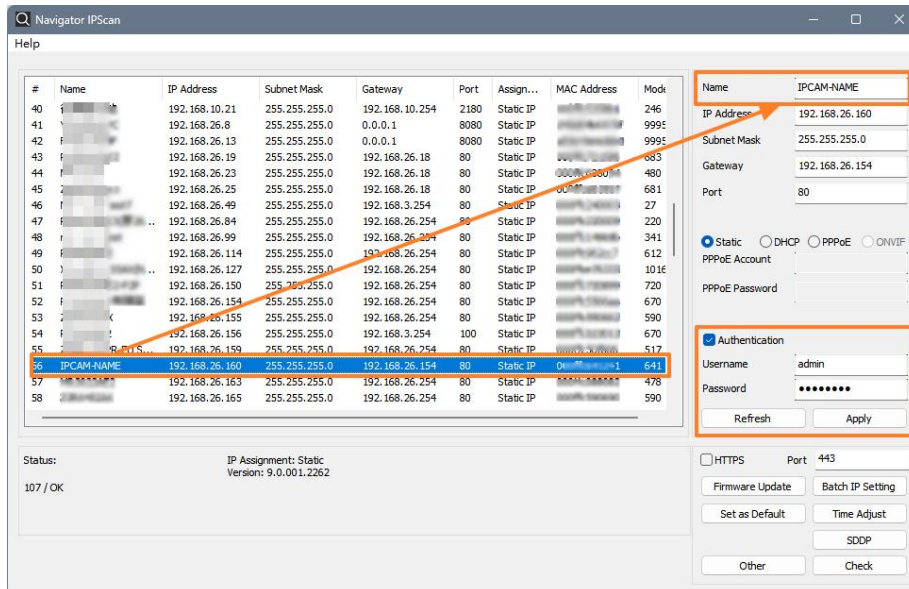 Navigator IPScan
Help
# Name IP Address Subnet Mask Gateway Port Assign... MAC Address Mode
40 192.168.10.21 255.255.255.0 192.168.10.254 2180 Static IP 246
41 192.168.26.8 255.255.255.0 0.0.0.1 8080 Static IP 9995
42 192.168.26.13 255.255.255.0 0.0.0.1 8080 Static IP 9995
43 192.168.26.19 255.255.255.0 192.168.26.18 80 Static IP 683
44 192.168.26.23 255.255.255.0 192.168.26.18 80 Static IP 480
45 192.168.26.25 255.255.255.0 192.168.26.18 80 Static IP 681
46 192.168.26.49 255.255.255.0 192.168.3.254 80 Static IP 27
47 192.168.26.84 255.255.255.0 192.168.26.254 80 Static IP 220
48 192.168.26.99 255.255.255.0 192.168.26.254 80 Static IP 341
49 192.168.26.114 255.255.255.0 192.168.26.254 80 Static IP 612
50 192.168.26.127 255.255.255.0 192.168.26.254 80 Static IP 1016
51 192.168.26.150 255.255.255.0 192.168.26.254 80 Static IP 720
52 192.168.26.154 255.255.255.0 192.168.26.254 80 Static IP 670
53 192.168.26.155 255.255.255.0 192.168.26.254 80 Static IP 590
54 192.168.26.156 255.255.255.0 192.168.3.254 100 Static IP 670
55 192.168.26.159 255.255.255.0 192.168.26.254 80 Static IP 517
56 IPCAM-NAME 192.168.26.160 255.255.255.0 192.168.26.154 80 Static IP 641
57 192.168.26.163 255.255.255.0 192.168.26.254 80 Static IP 478
58 192.168.26.165 255.255.255.0 192.168.26.254 80 Static IP 590
Name IPCAM-NAME
IP Address 192.168.26.160
Subnet Mask 255.255.255.0
Gateway 192.168.26.154
Port 80
Static DHCP PPPoE ONVIF
PPPoE Account
PPPoE Password
Authentication
Username admin
Password ••••••••
Refresh Apply
Status: IP Assignment: Static
Version: 9.0.001.2262
107 / OK
HTTPS Port 443
Firmware Update Batch IP Setting
Set as Default Time Adjust
SDDP
Other Check